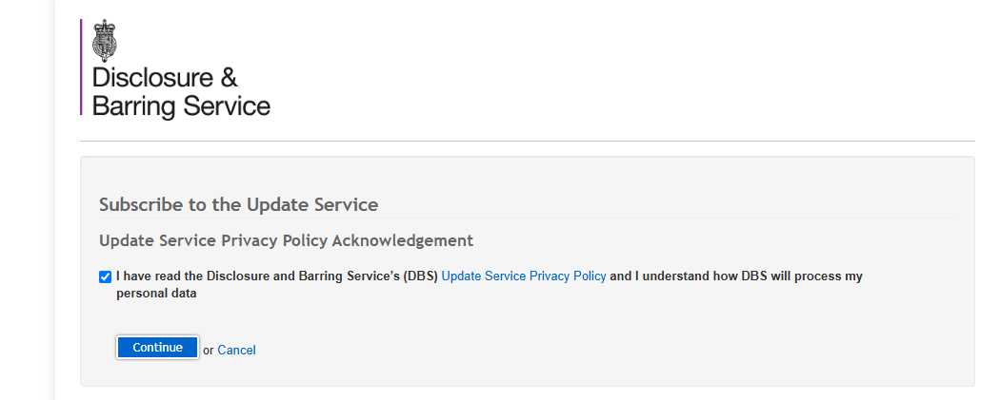 Disclosure &
Barring Service
Subscribe to the Update Service
Update Service Privacy Policy Acknowledgement
I have read the Disclosure and Barring Service's (DBS) Update Service Privacy Policy and I understand how DBS will process my
personal data
Continue or Cancel